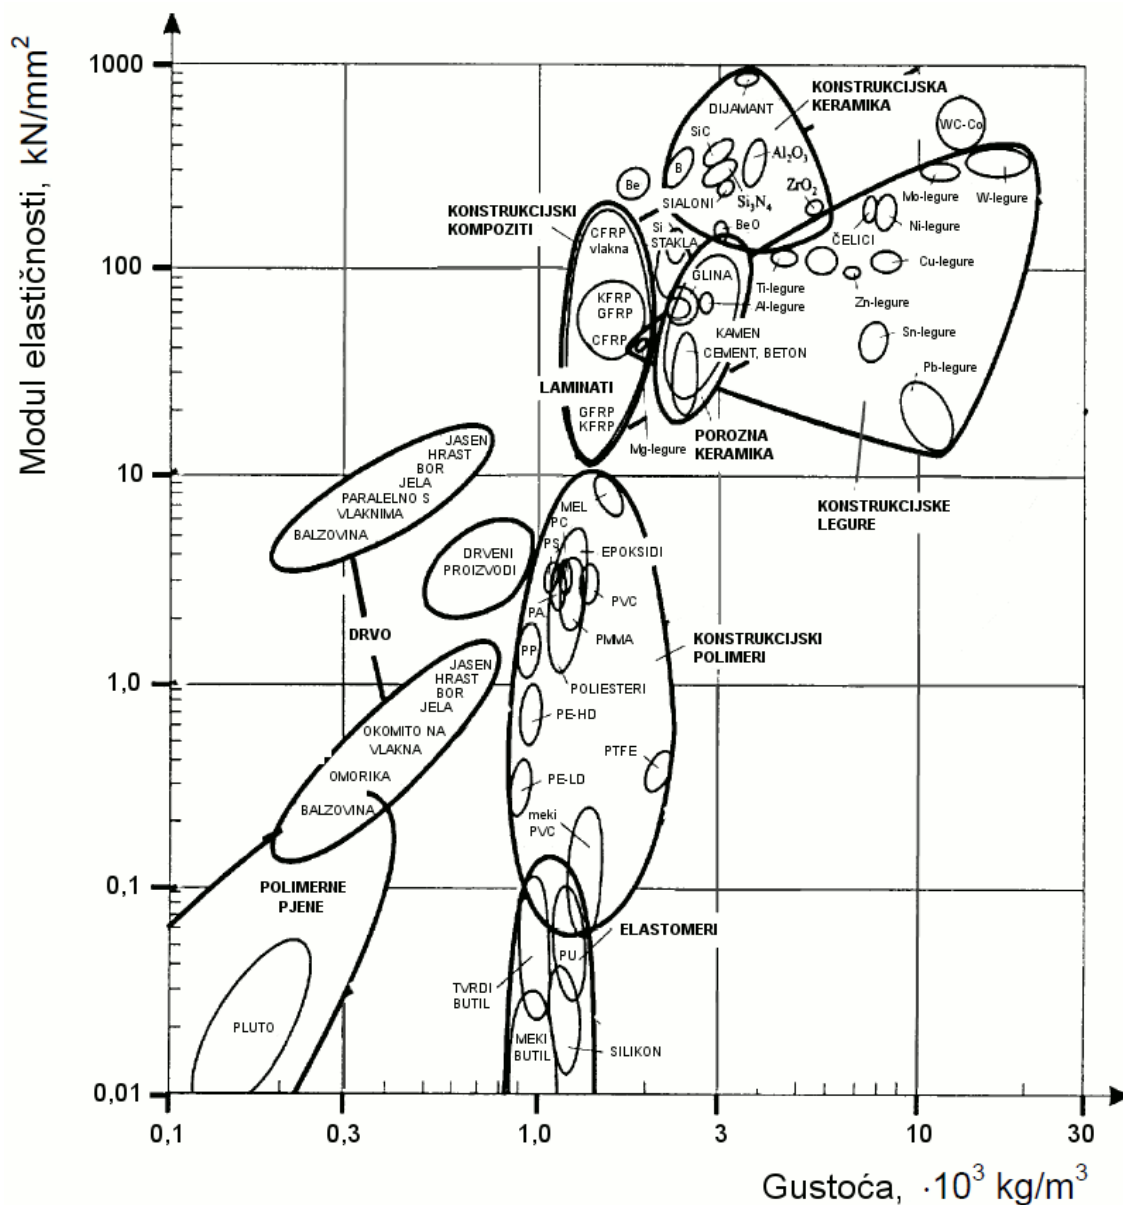 Modul elastičnosti, kN/mm²
1000
100
10
1,0
0,1
0,01
DIJAMANT
KONSTRUKCIJSKA
KERAMIKA
SiC
B
Al₂O₃
WC-Co
Be
Si₃N₄
ZrO₂
SIALONI
Mo-legure
W-legure
KONSTRUKCIJSKI
KOMPOZITI
CFRP
vlakna
Si
STAKLA
BeO
ČELICI
Ni-legure
Cu-legure
GLINA
Ti-legure
Al-legure
Zn-legure
KFRP
GFRP
CFRP
KAMEN
CEMENT, BETON
Sn-legure
Pb-legure
LAMINATI
GFRP
KFRP
Mg-legure
POROZNA
KERAMIKA
KONSTRUKCIJSKE
LEGURE
JASEN
HRAST
BOR
JELA
PARALELNO S
VLAKNIMA
BALZOVINA
DRVENI
PROIZVODI
MEL
PC
PS
EPOKSIDI
PA
PVC
PMMA
PP
POLIESTERI
KONSTRUKCIJSKI
POLIMERI
DRVO
JASEN
HRAST
BOR
JELA
OKOMITO NA
VLAKNA
OMORIKA
BALZOVINA
PE-HD
PTFE
PE-LD
meki
PVC
POLIMERNE
PJENE
ELASTOMERI
PU
TVRDI
BUTIL
PLUTO
MEKI
BUTIL
SILIKON
0,1
0,3
1,0
3
10
30
Gustoća, ·10³ kg/m³